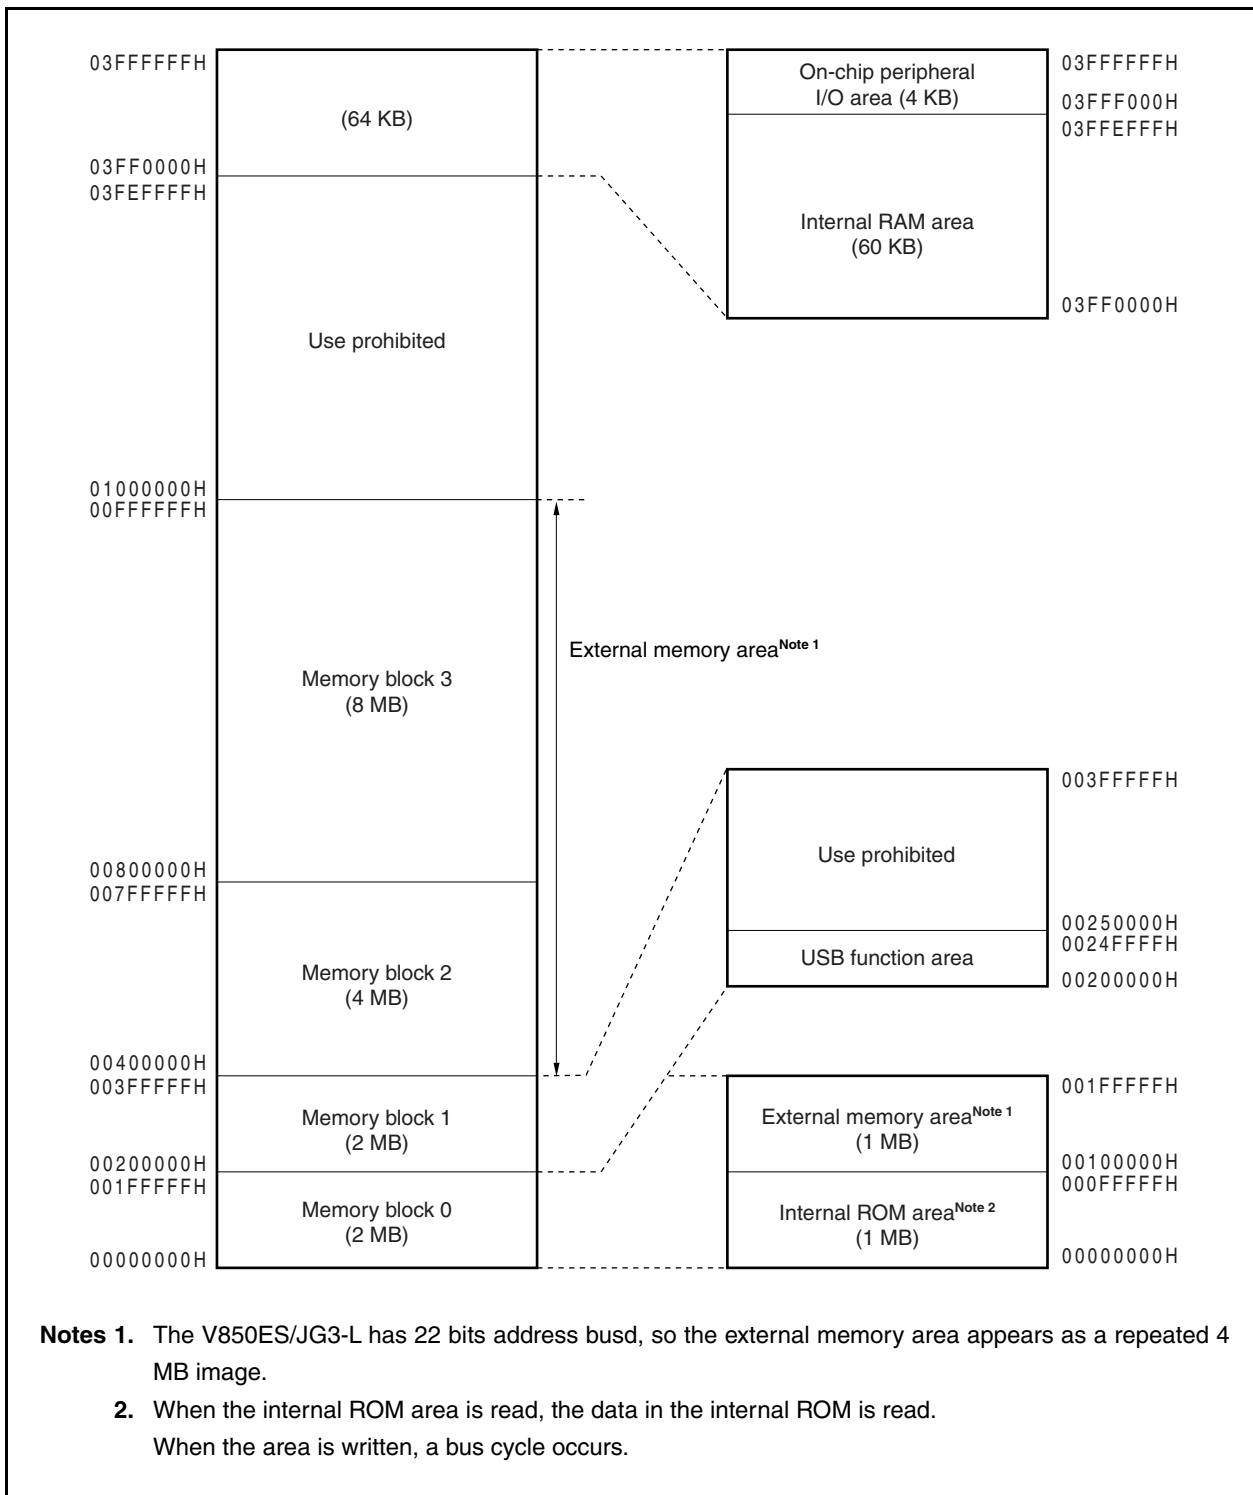 03FFFFFFH
(64 KB)
03FF0000H
03FEFFFFH
Use prohibited
01000000H
00FFFFFFH
External memory areaNote 1
Memory block 3
(8 MB)
00800000H
007FFFFFH
Memory block 2
(4 MB)
00400000H
003FFFFFH
Memory block 1
(2 MB)
00200000H
001FFFFFH
Memory block 0
(2 MB)
00000000H
On-chip peripheral
I/O area (4 KB)
03FFFFFFH
03FFF000H
03FFEFFFH
Internal RAM area
(60 KB)
03FF0000H
003FFFFFH
Use prohibited
00250000H
0024FFFFH
USB function area
00200000H
001FFFFFH
External memory areaNote 1
(1 MB)
00100000H
000FFFFFH
Internal ROM areaNote 2
(1 MB)
00000000H
Notes 1. The V850ES/JG3-L has 22 bits address busd, so the external memory area appears as a repeated 4
MB image.
2. When the internal ROM area is read, the data in the internal ROM is read.
When the area is written, a bus cycle occurs.